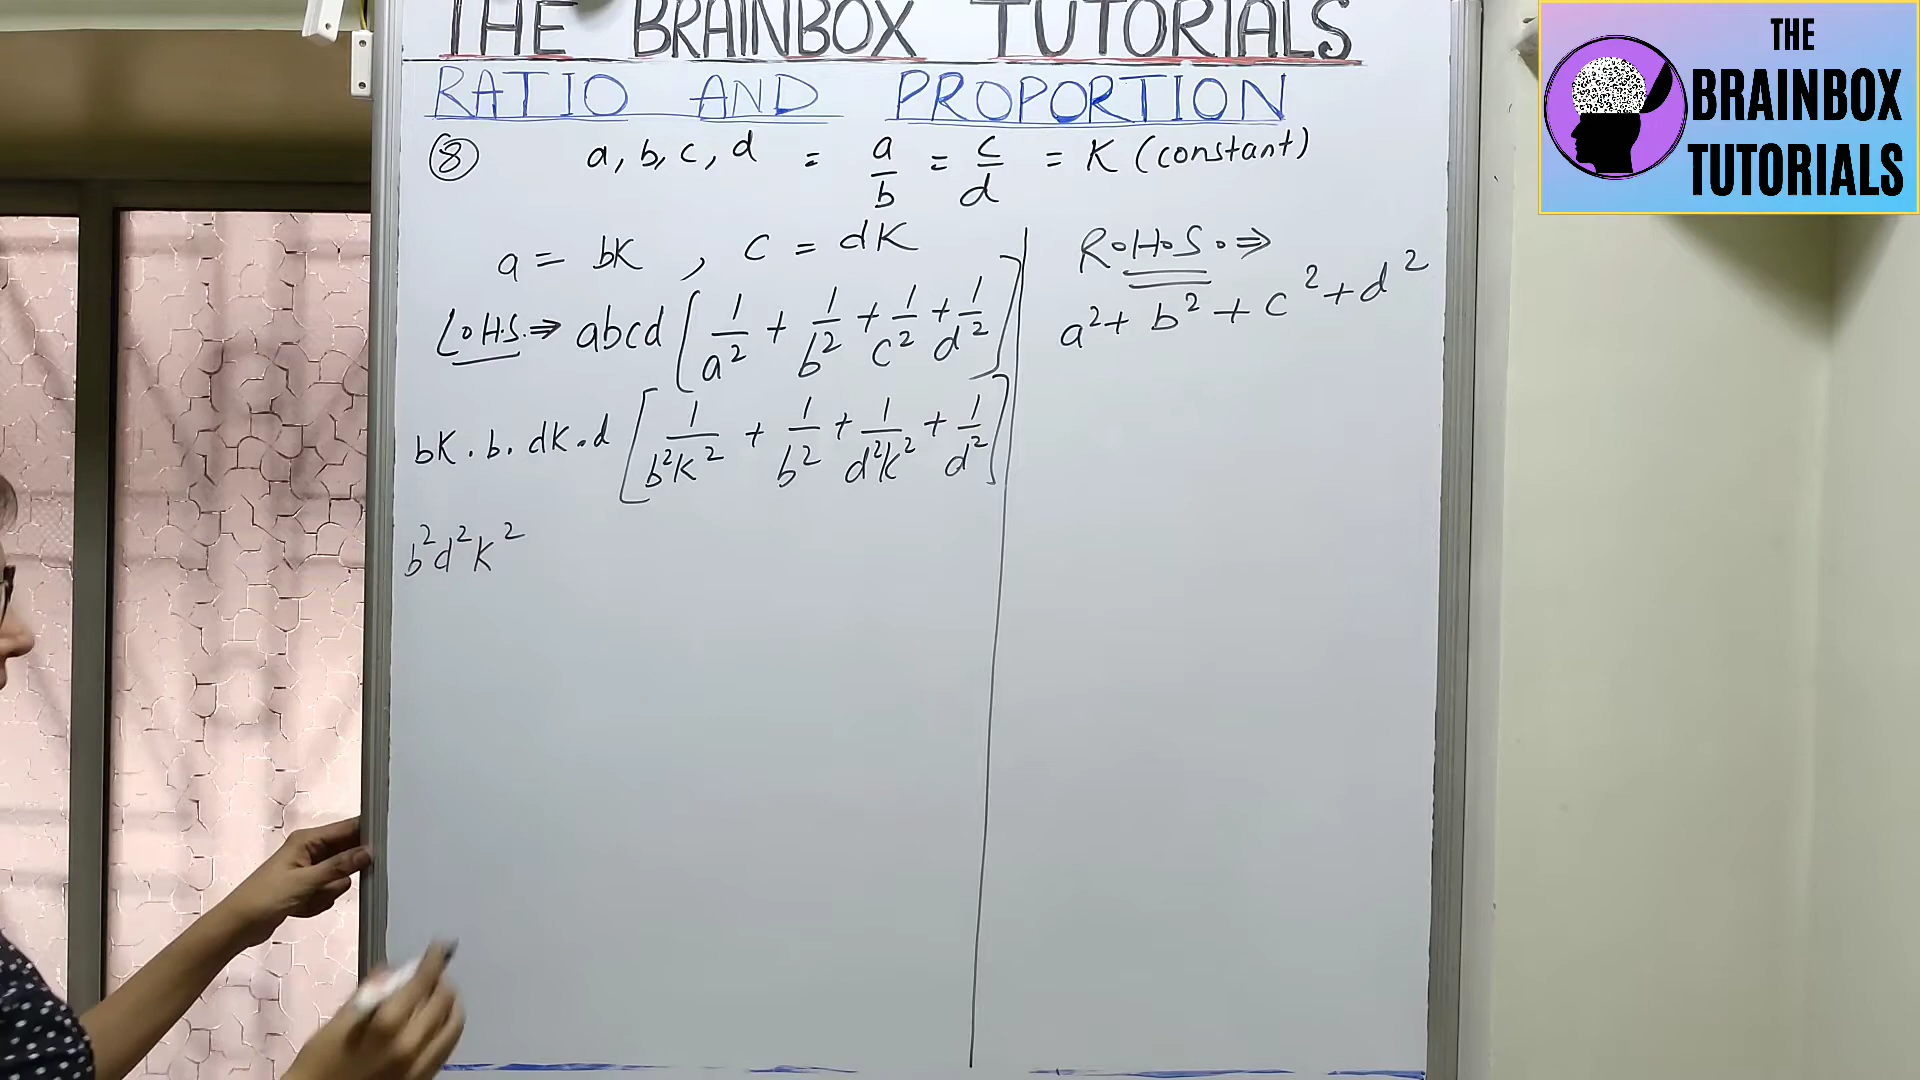 THE BRAINBOX TUTORIALS
RATIO AND PROPORTION
⑧ a, b, c, d = a/b = c/d = K (constant)
a = bK , c = dK
L.H.S. ⇒ abcd [1/a² + 1/b² + 1/c² + 1/d²]
bK . b . dK . d [1/b²K² + 1/b² + 1/d²K² + 1/d²]
b²d²K²
R.H.S. ⇒
a² + b² + c² + d²
THE
BRAINBOX
TUTORIALS